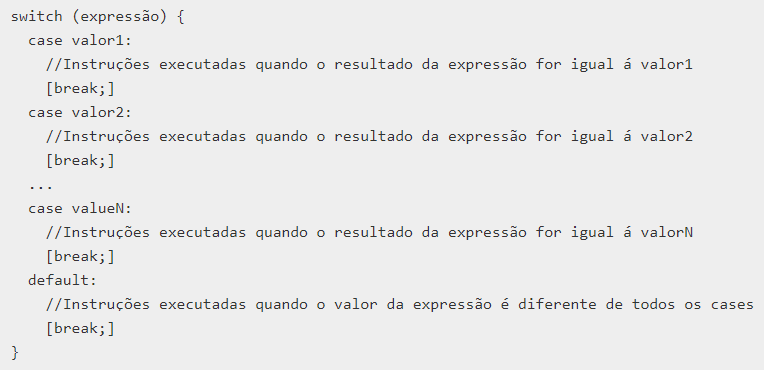 switch (expressão) {
  case valor1:
    //Instruções executadas quando o resultado da expressão for igual á valor1
    [break;]
  case valor2:
    //Instruções executadas quando o resultado da expressão for igual á valor2
    [break;]
  ...
  case valueN:
    //Instruções executadas quando o resultado da expressão for igual á valorN
    [break;]
  default:
    //Instruções executadas quando o valor da expressão é diferente de todos os cases
    [break;]
}